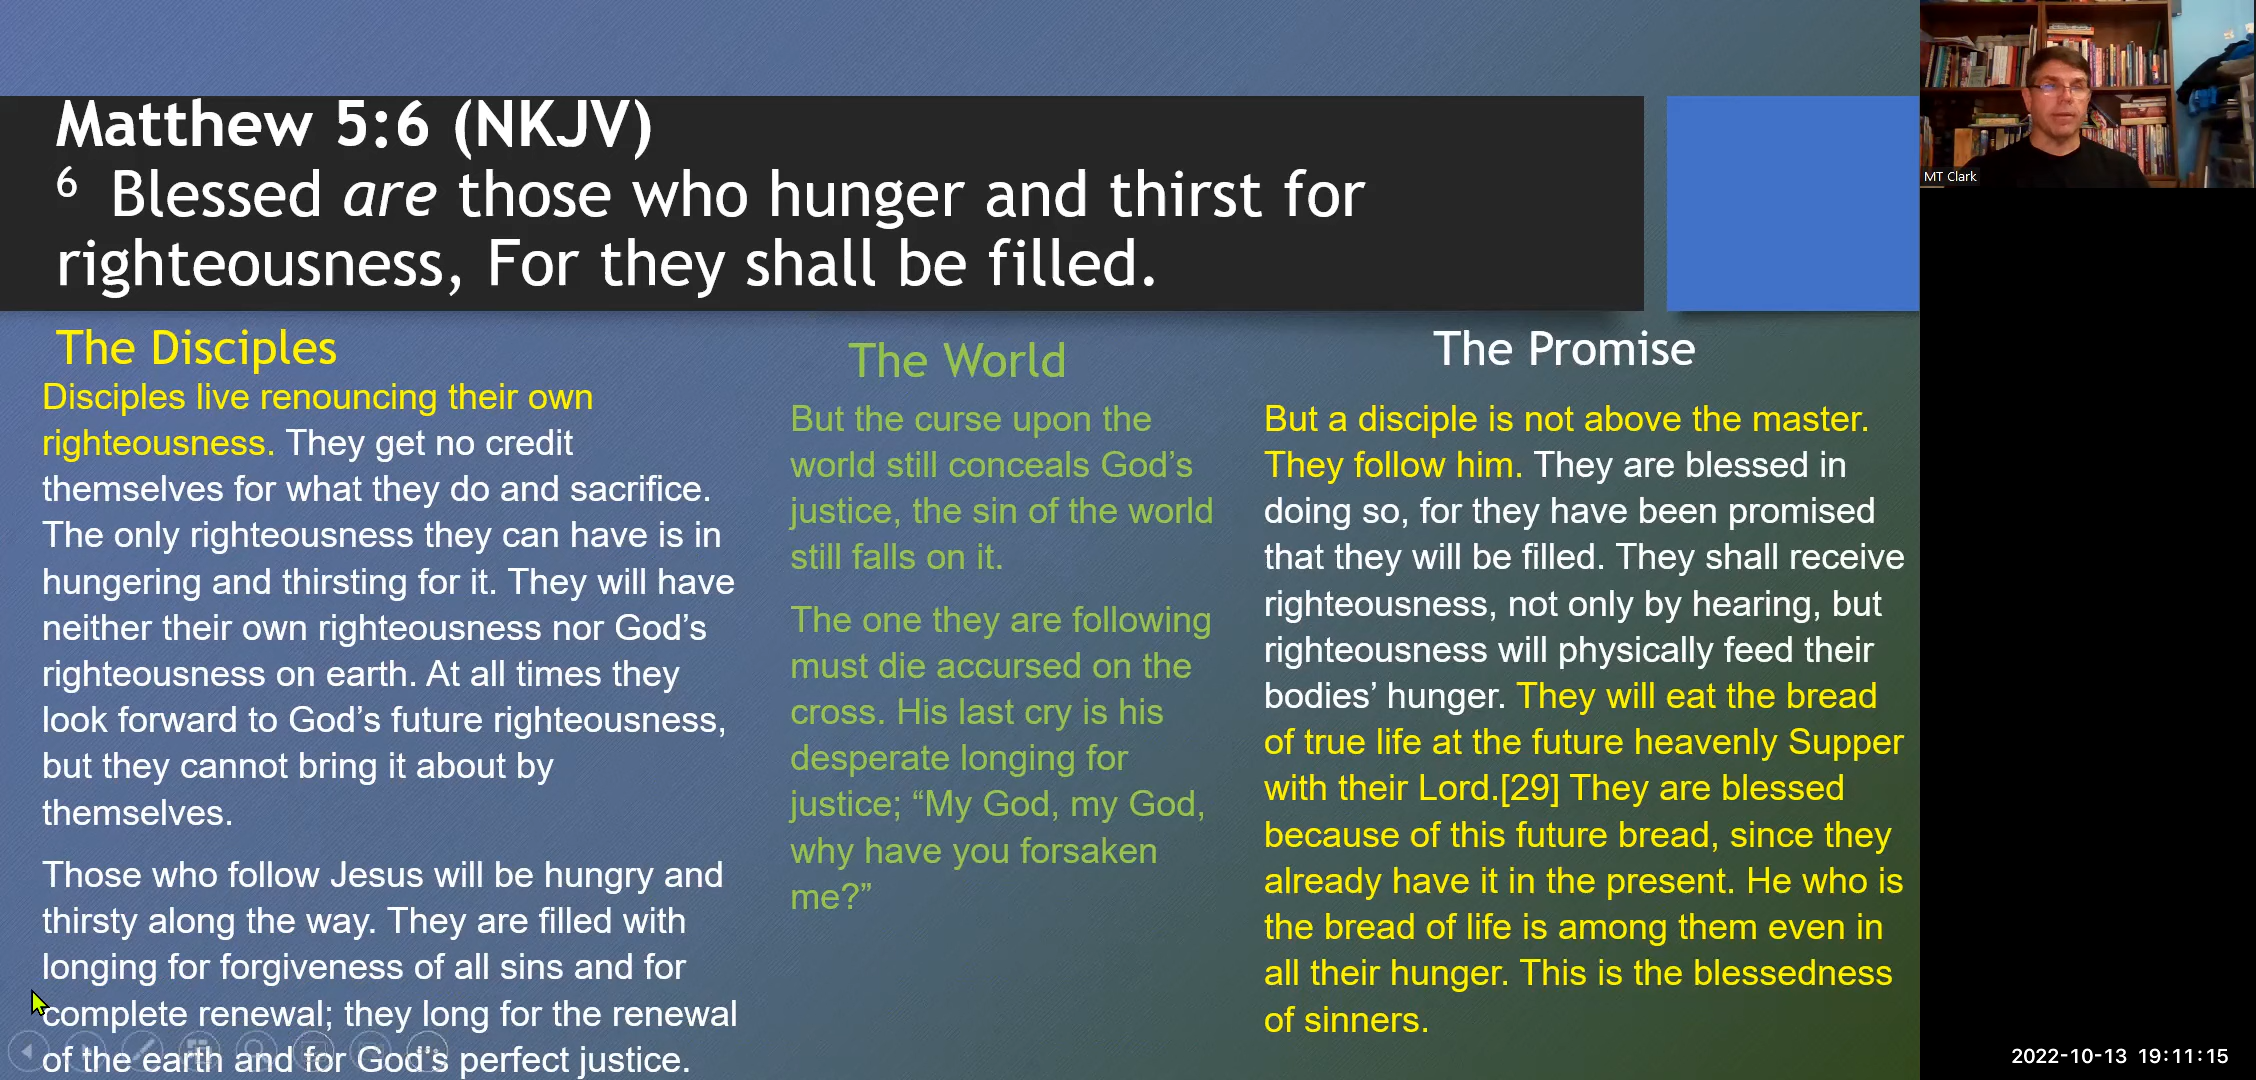 Matthew 5:6 (NKJV)
6 Blessed are those who hunger and thirst for
righteousness, For they shall be filled.
The Disciples
Disciples live renouncing their own
righteousness. They get no credit
themselves for what they do and sacrifice.
The only righteousness they can have is in
hungering and thirsting for it. They will have
neither their own righteousness nor God’s
righteousness on earth. At all times they
look forward to God’s future righteousness,
but they cannot bring it about by
themselves.
Those who follow Jesus will be hungry and
thirsty along the way. They are filled with
longing for forgiveness of all sins and for
complete renewal; they long for the renewal
of the earth and for God’s perfect justice.
The World
But the curse upon the
world still conceals God’s
justice, the sin of the world
still falls on it.
The one they are following
must die accursed on the
cross. His last cry is his
desperate longing for
justice; “My God, my God,
why have you forsaken
me?”
The Promise
But a disciple is not above the master.
They follow him. They are blessed in
doing so, for they have been promised
that they will be filled. They shall receive
righteousness, not only by hearing, but
righteousness will physically feed their
bodies’ hunger. They will eat the bread
of true life at the future heavenly Supper
with their Lord.[29] They are blessed
because of this future bread, since they
already have it in the present. He who is
the bread of life is among them even in
all their hunger. This is the blessedness
of sinners.
MT Clark
2022-10-13 19:11:15